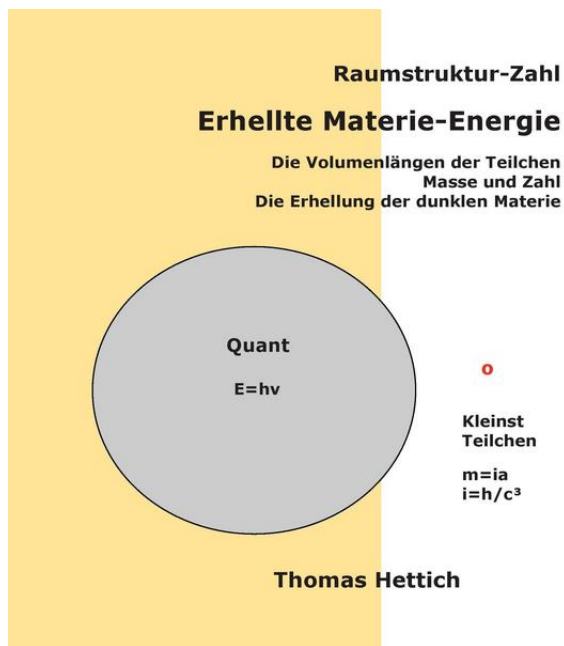 Raumstruktur-Zahl
Erhellte Materie-Energie
Die Volumenlängen der Teilchen
Masse und Zahl
Die Erhellung der dunklen Materie
Quant
E=hv
o
Kleinst
Teilchen
m=ia
i=h/c³
Thomas Hettich